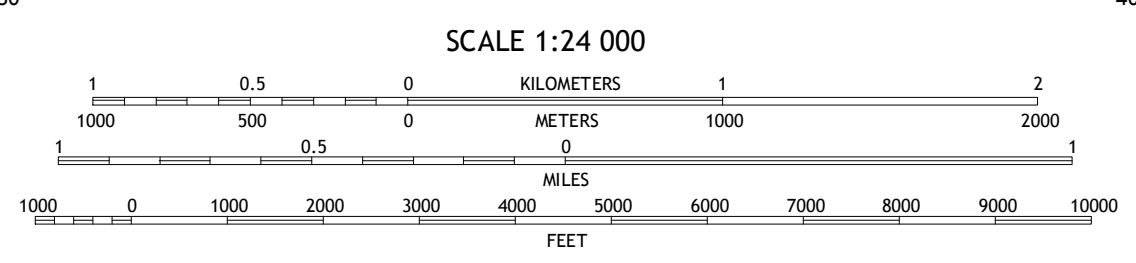 SCALE 1:24 000
1 0.5 0 KILOMETERS 1 2
1000 500 0 METERS 1000 2000
1 0.5 0 1
MILES
1000 0 1000 2000 3000 4000 5000 6000 7000 8000 9000 10000
FEET